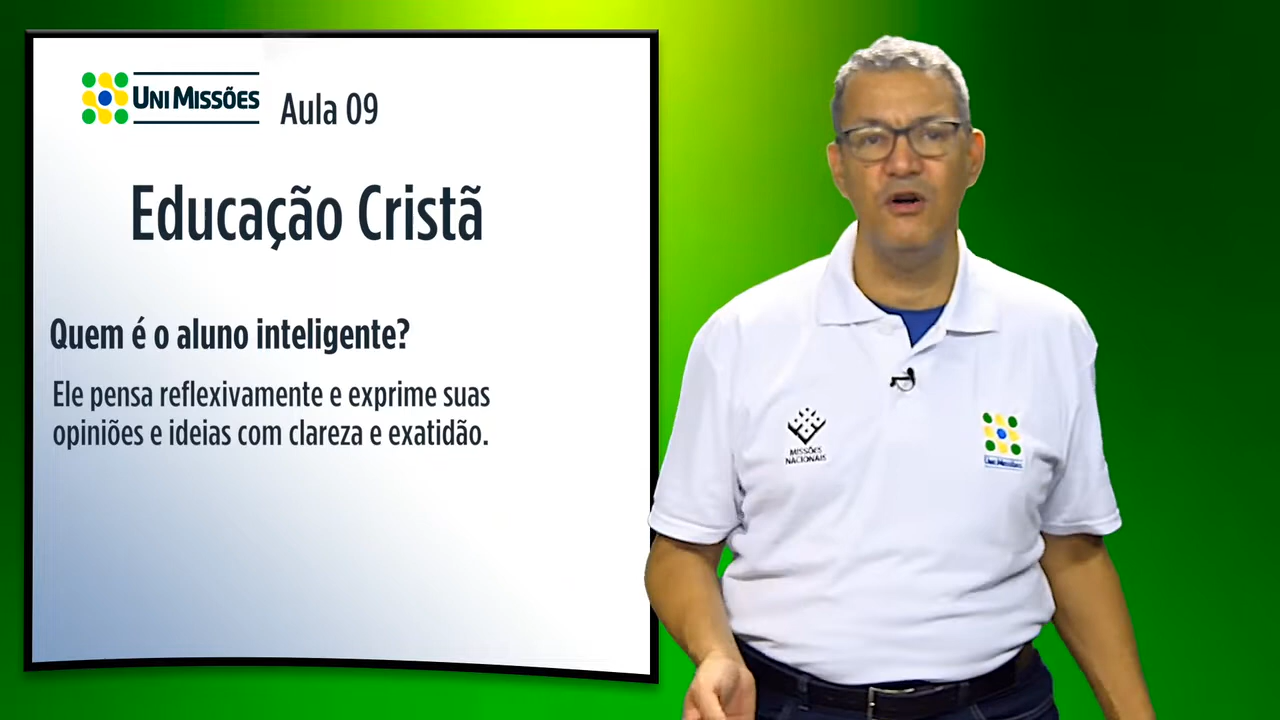 UNI MISSÕES
Aula 09
Educação Cristã
Quem é o aluno inteligente?
Ele pensa reflexivamente e exprime suas
opiniões e ideias com clareza e exatidão.
MISSÕES
NACIONAIS
UNI MISSÕES